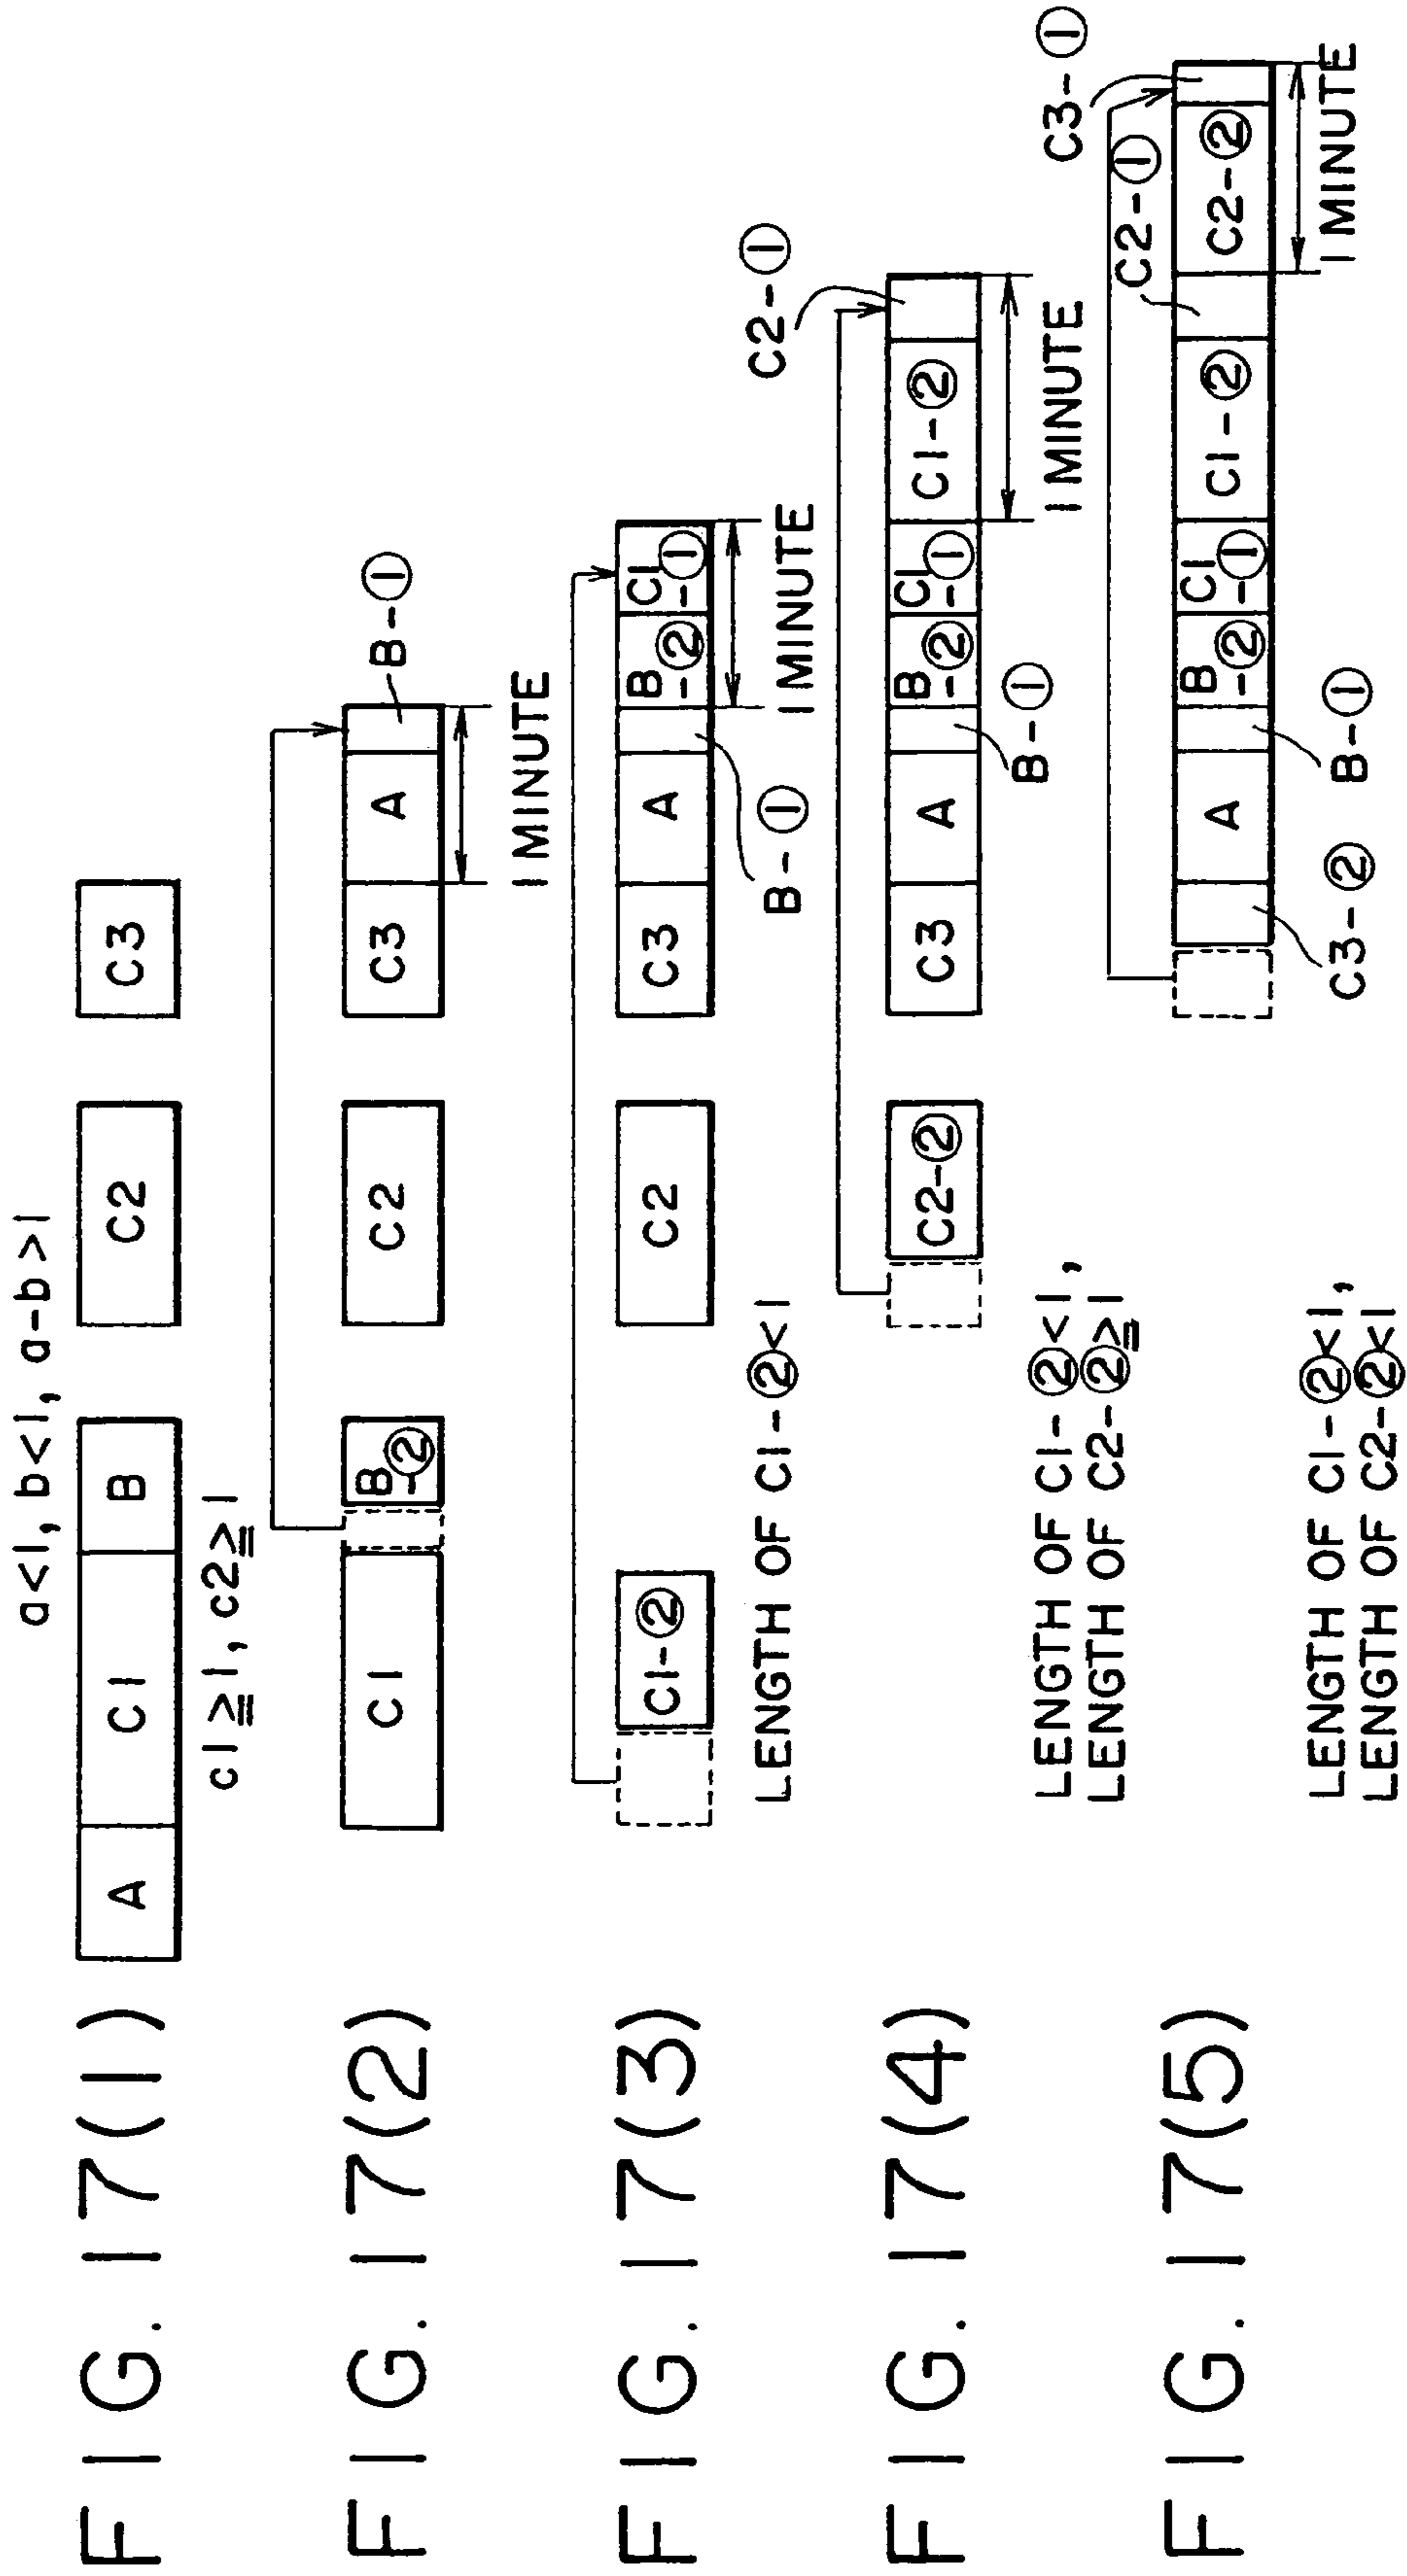 FIG. 17(1)
a<1, b<1, a-b>1
A
C1
B
C2
C3
c1≧1, c2≧1
FIG. 17(2)
C1
B-②
C2
C3
A
B-①
1 MINUTE
FIG. 17(3)
C1-②
C2
C3
A
B-②
C1-①
B-①
1 MINUTE
LENGTH OF C1-②<1
FIG. 17(4)
C2-①
C2-②
C3
A
B-②
C1-①
C1-②
B-①
1 MINUTE
LENGTH OF C1-②<1,
LENGTH OF C2-②≧1
FIG. 17(5)
C3-①
C2-①
A
B-②
C1-①
C1-②
C2-②
C3-②
B-①
1 MINUTE
LENGTH OF C1-②<1,
LENGTH OF C2-②<1